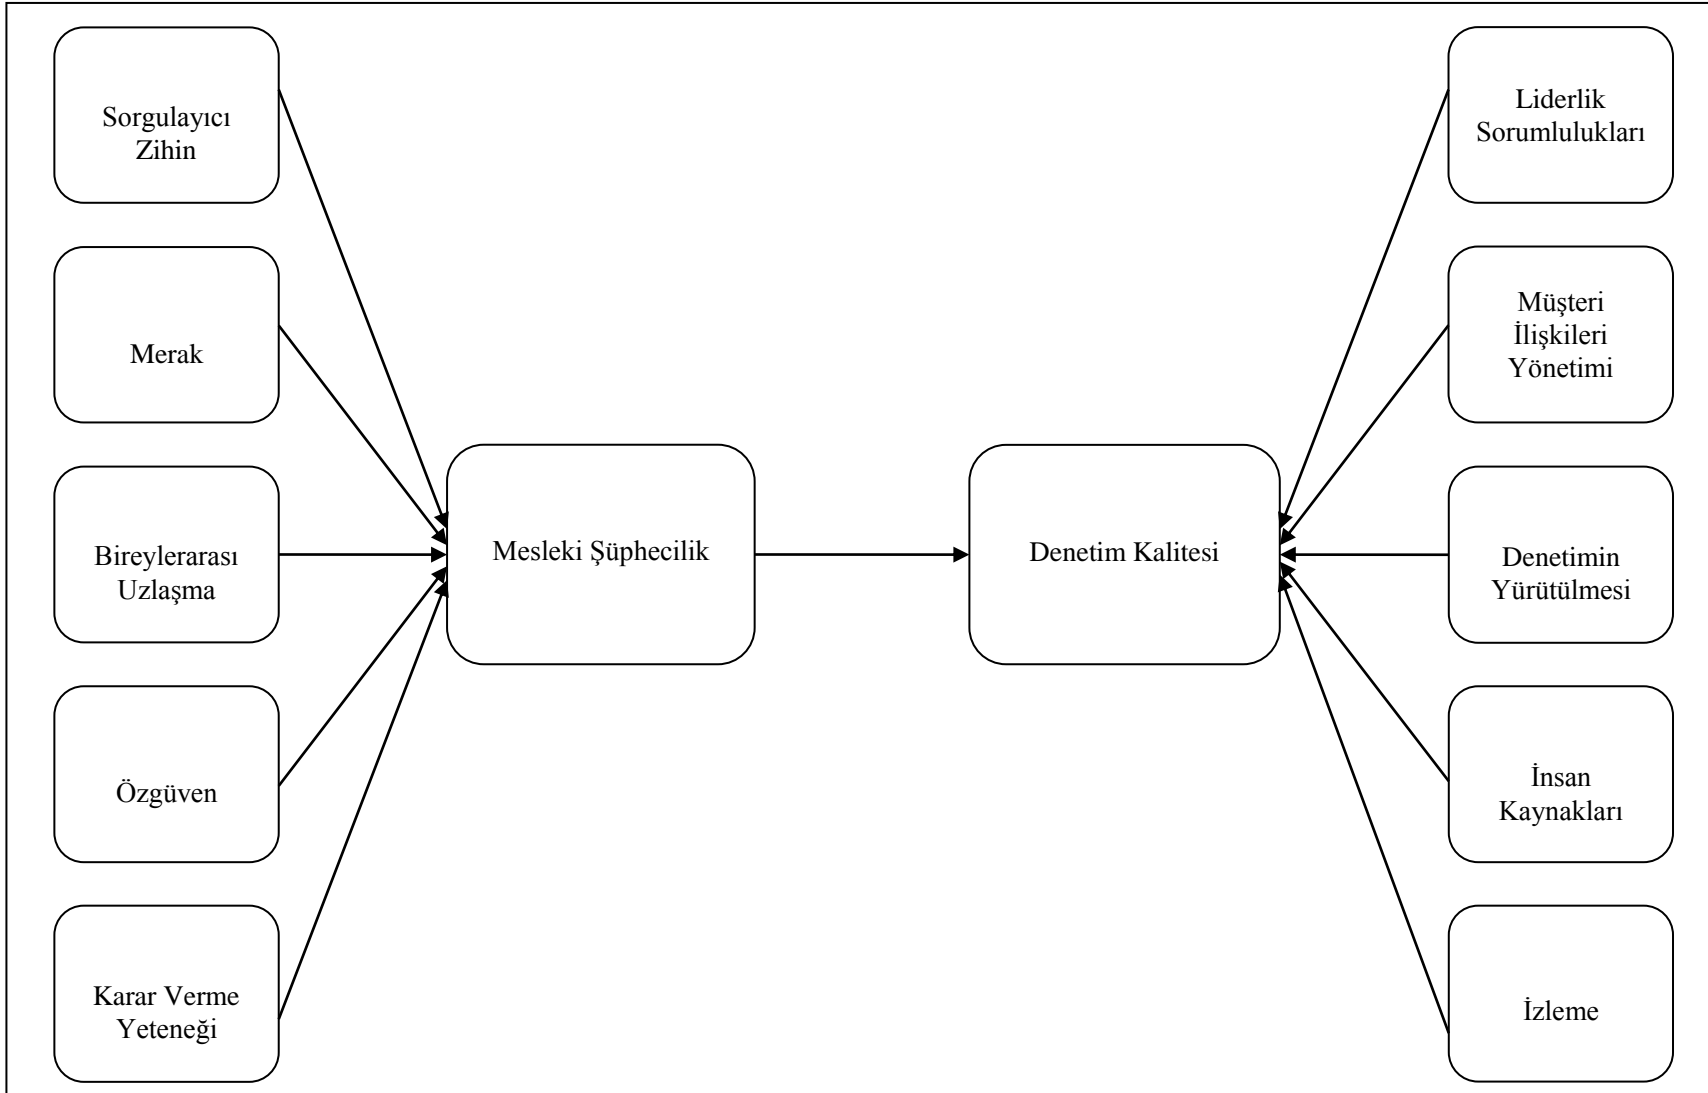 Sorgulayıcı
Zihin
Merak
Bireylerarası
Uzlaşma
Özgüven
Karar Verme
Yeteneği
Mesleki Şüphecilik
Denetim Kalitesi
Liderlik
Sorumlulukları
Müşteri
İlişkileri
Yönetimi
Denetimin
Yürütülmesi
İnsan
Kaynakları
İzleme